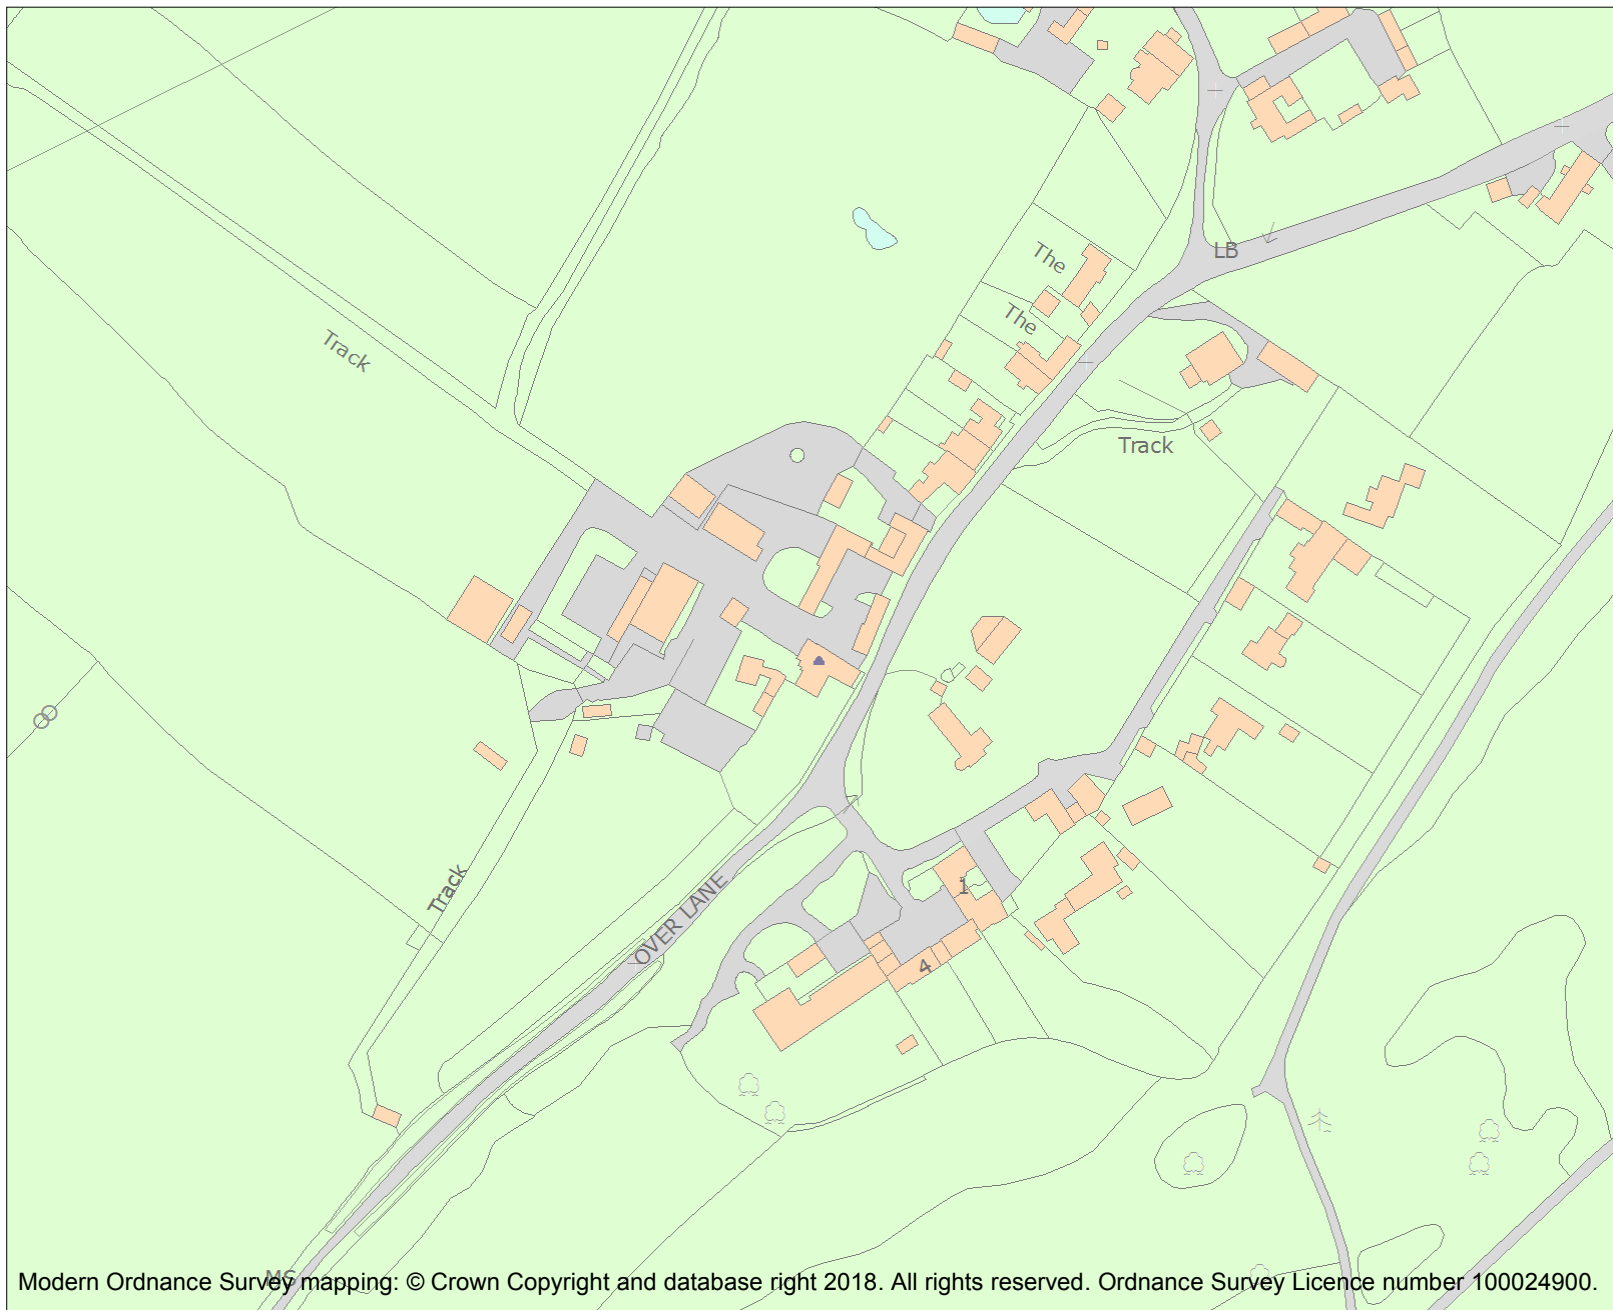 The
LB
The
Track
Track
Track
OVER LANE
1
4
MS
Modern Ordnance Survey mapping: © Crown Copyright and database right 2018. All rights reserved. Ordnance Survey Licence number 100024900.